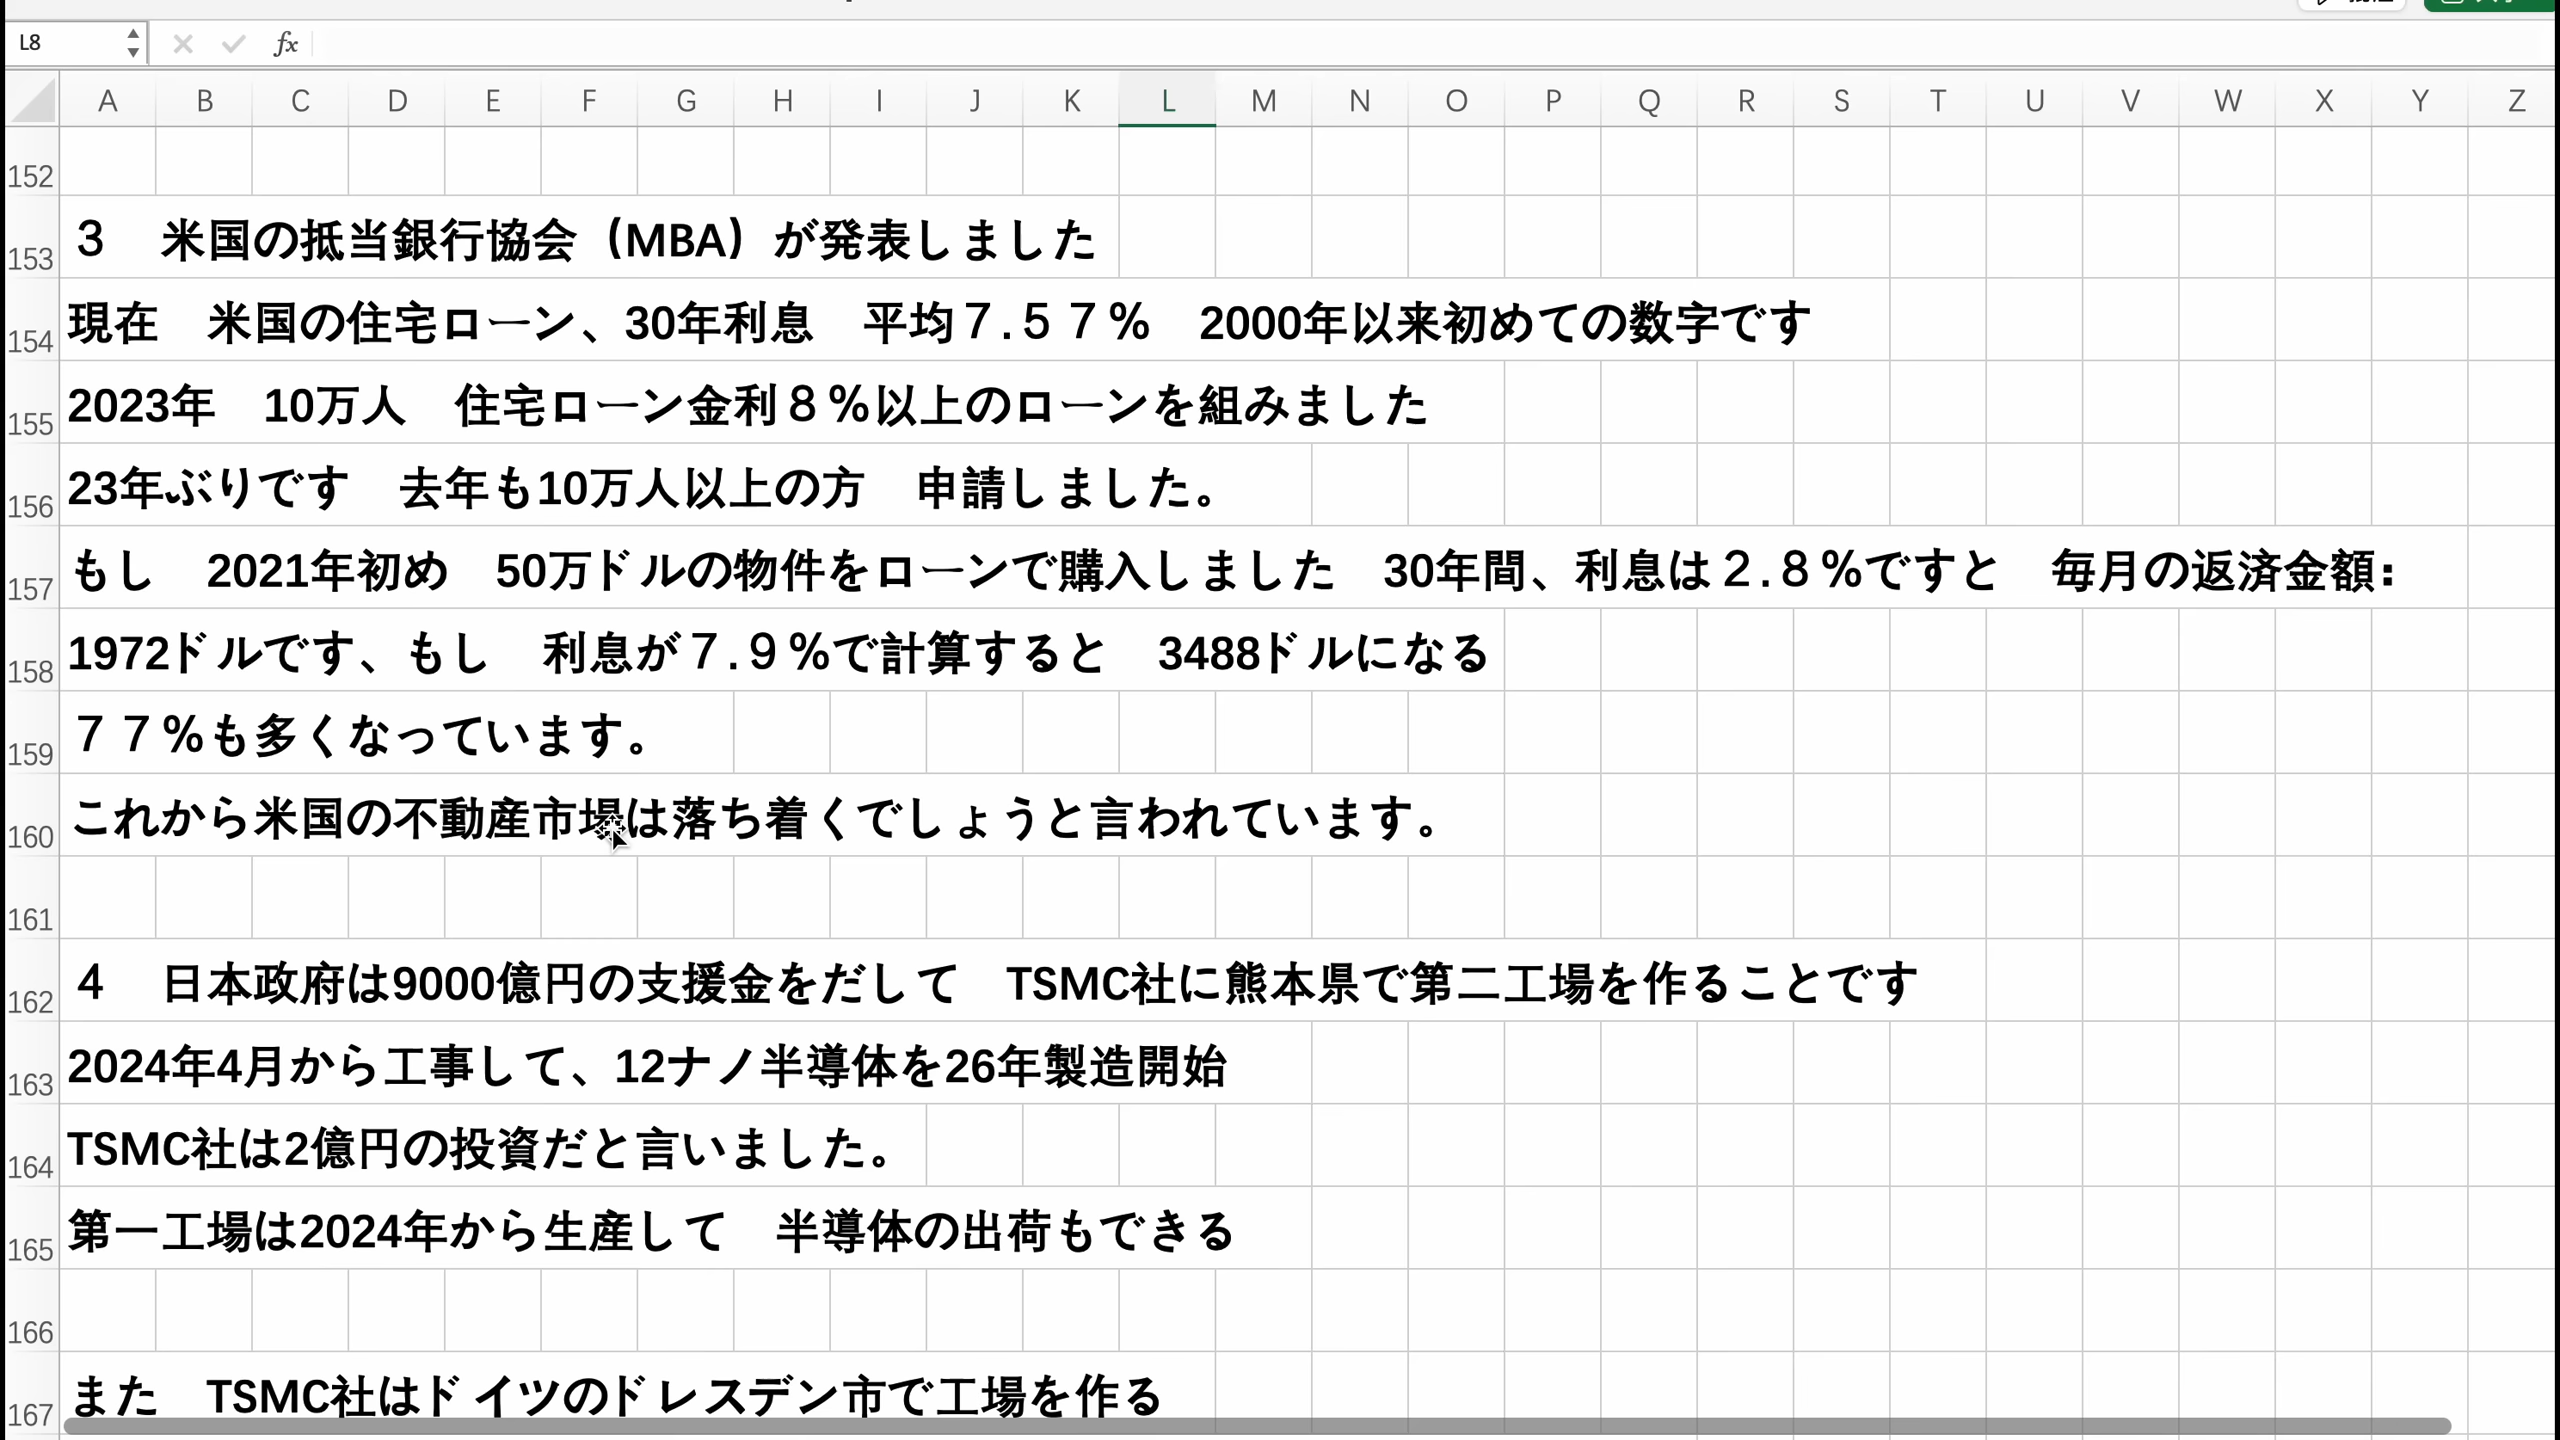 L8
fx
A B C D E F G H I J K L M N O P Q R S T U V W X Y Z
152
153 3　米国の抵当銀行協会（MBA）が発表しました
154 現在　米国の住宅ローン、30年利息　平均7.57%　2000年以来初めての数字です
155 2023年　10万人　住宅ローン金利8%以上のローンを組みました
156 23年ぶりです　去年も10万人以上の方　申請しました。
157 もし　2021年初め　50万ドルの物件をローンで購入しました　30年間、利息は2.8%ですと　毎月の返済金額：
158 1972ドルです、もし　利息が7.9%で計算すると　3488ドルになる
159 77%も多くなっています。
160 これから米国の不動産市場は落ち着くでしょうと言われています。
161
162 4　日本政府は9000億円の支援金をだして　TSMC社に熊本県で第二工場を作ることです
163 2024年4月から工事して、12ナノ半導体を26年製造開始
164 TSMC社は2億円の投資だと言いました。
165 第一工場は2024年から生産して　半導体の出荷もできる
166
167 また　TSMC社はドイツのドレスデン市で工場を作る